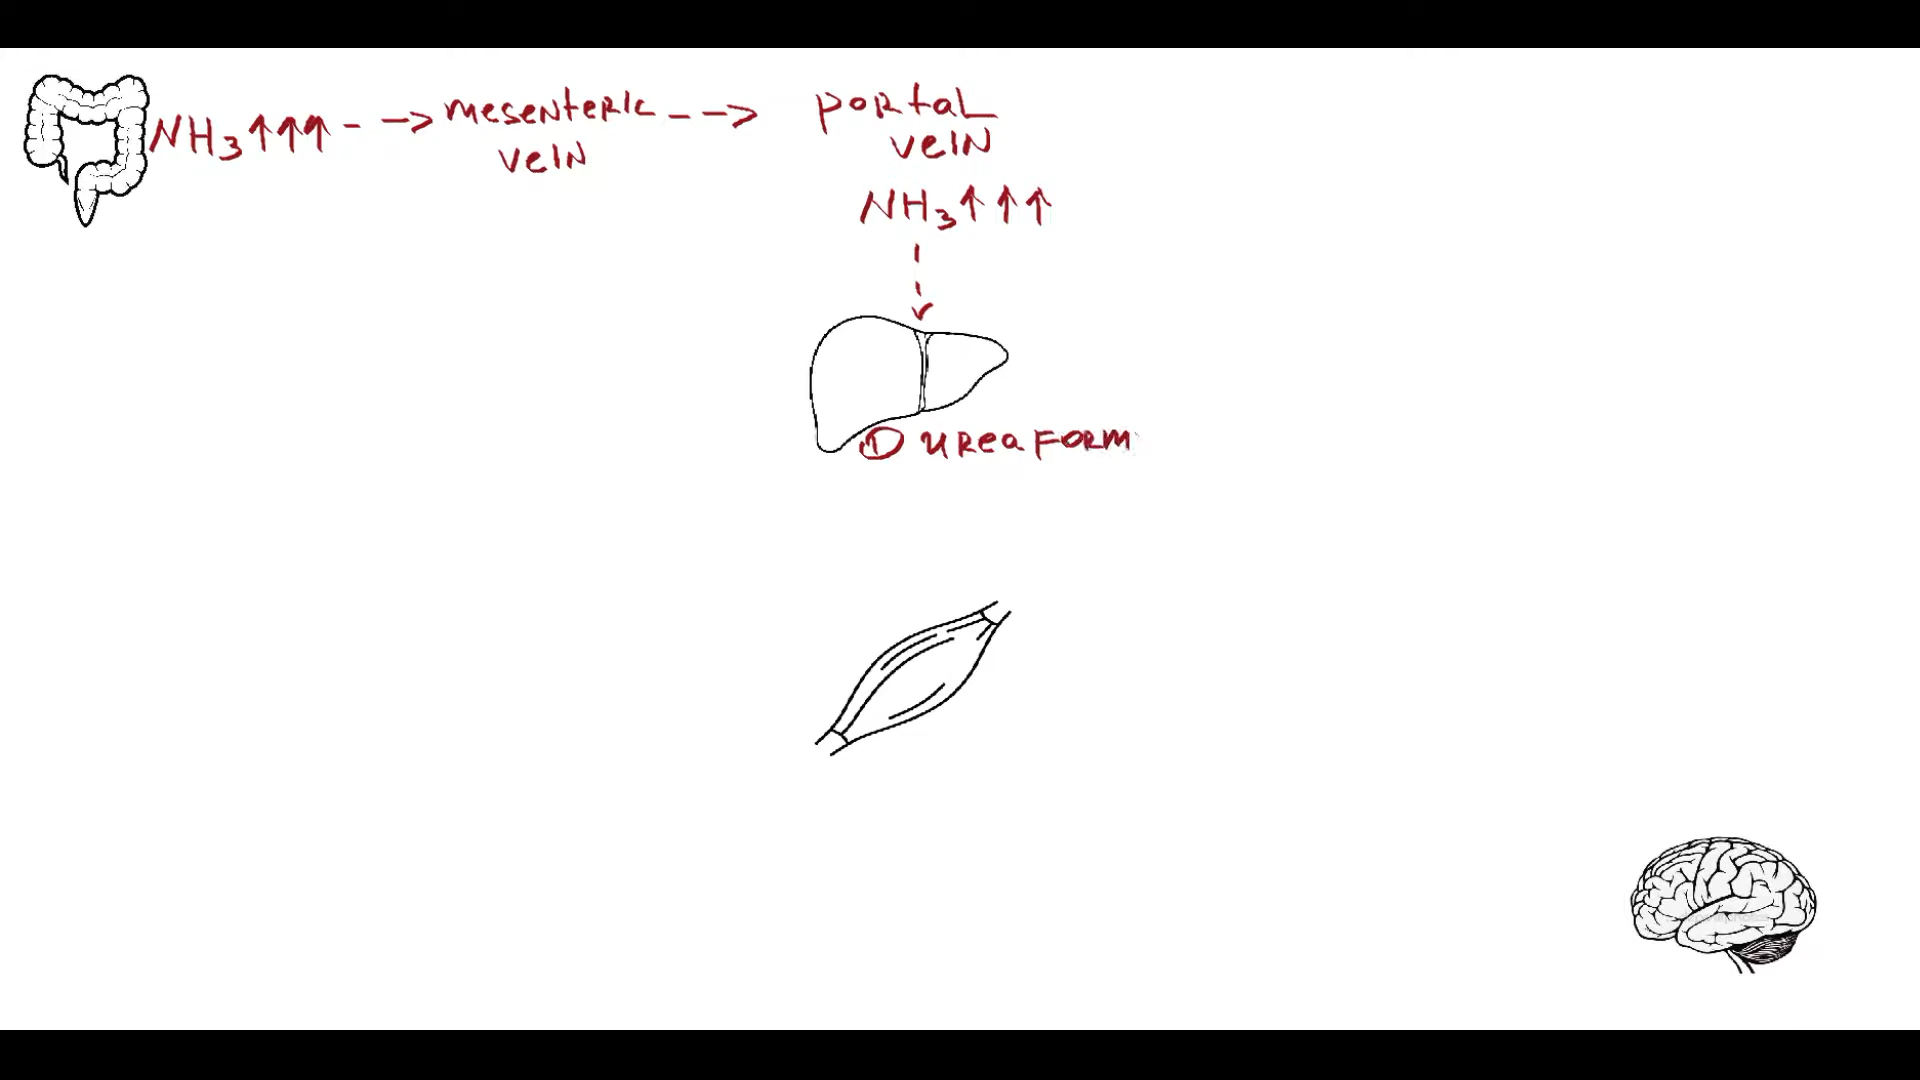 NH3↑↑↑ - -> mesenteric --> portal
vein vein
NH3↑↑↑
① urea form